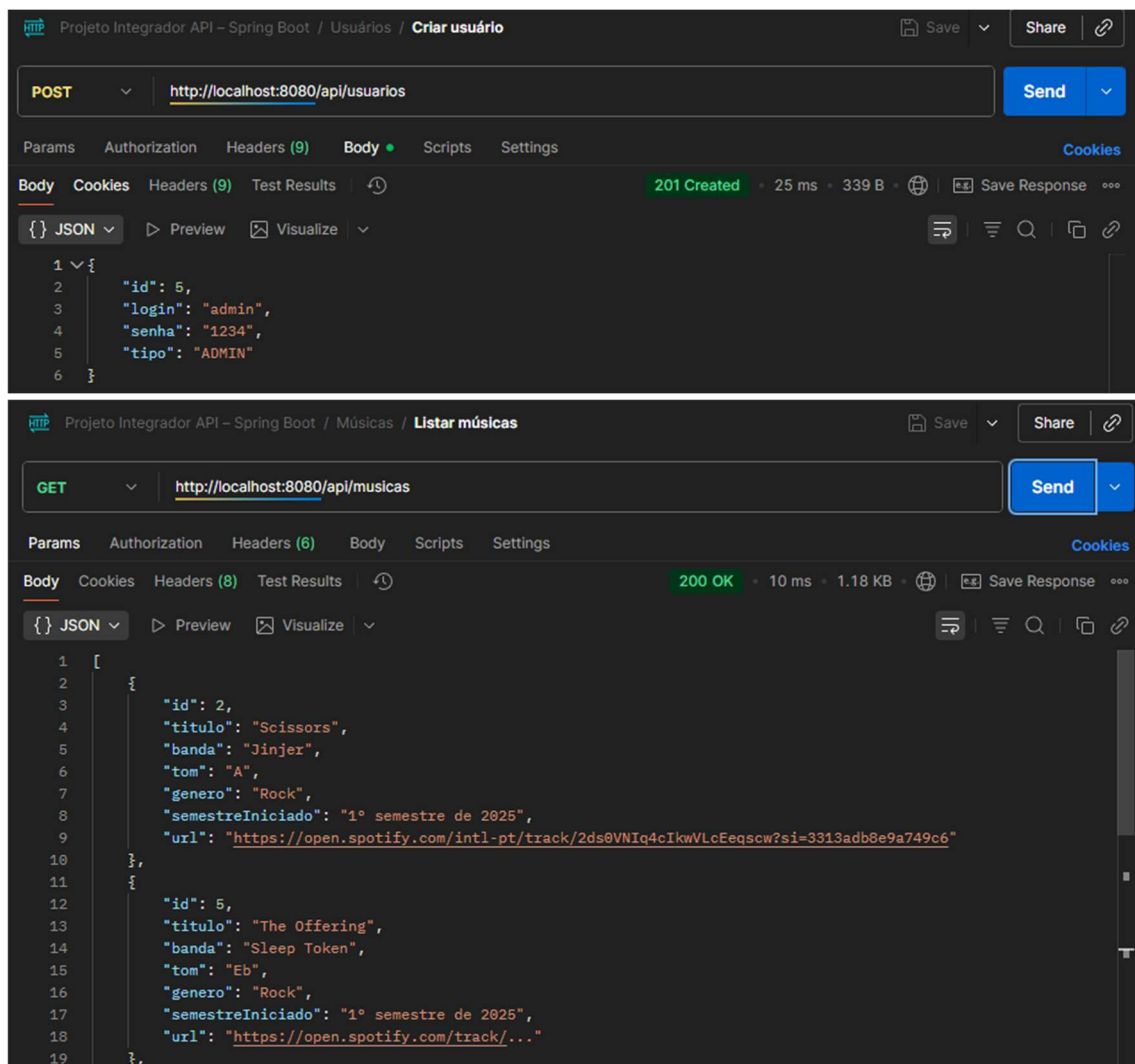 HTTP Projeto Integrador API – Spring Boot / Usuários / Criar usuário Save Share
POST http://localhost:8080/api/usuarios Send
Params Authorization Headers (9) Body Scripts Settings Cookies
Body Cookies Headers (9) Test Results 201 Created 25 ms 339 B e.g. Save Response
{} JSON Preview Visualize
1 {
2 "id": 5,
3 "login": "admin",
4 "senha": "1234",
5 "tipo": "ADMIN"
6 }
HTTP Projeto Integrador API – Spring Boot / Músicas / Listar músicas Save Share
GET http://localhost:8080/api/musicas Send
Params Authorization Headers (6) Body Scripts Settings Cookies
Body Cookies Headers (8) Test Results 200 OK 10 ms 1.18 KB e.g. Save Response
{} JSON Preview Visualize
1 [
2 {
3 "id": 2,
4 "titulo": "Scissors",
5 "banda": "Jinjer",
6 "tom": "A",
7 "genero": "Rock",
8 "semestreIniciado": "1º semestre de 2025",
9 "url": "https://open.spotify.com/intl-pt/track/2ds0VNIq4cIkwVLcEeqscw?si=3313adb8e9a749c6"
10 },
11 {
12 "id": 5,
13 "titulo": "The Offering",
14 "banda": "Sleep Token",
15 "tom": "Eb",
16 "genero": "Rock",
17 "semestreIniciado": "1º semestre de 2025",
18 "url": "https://open.spotify.com/track/..."
19 },